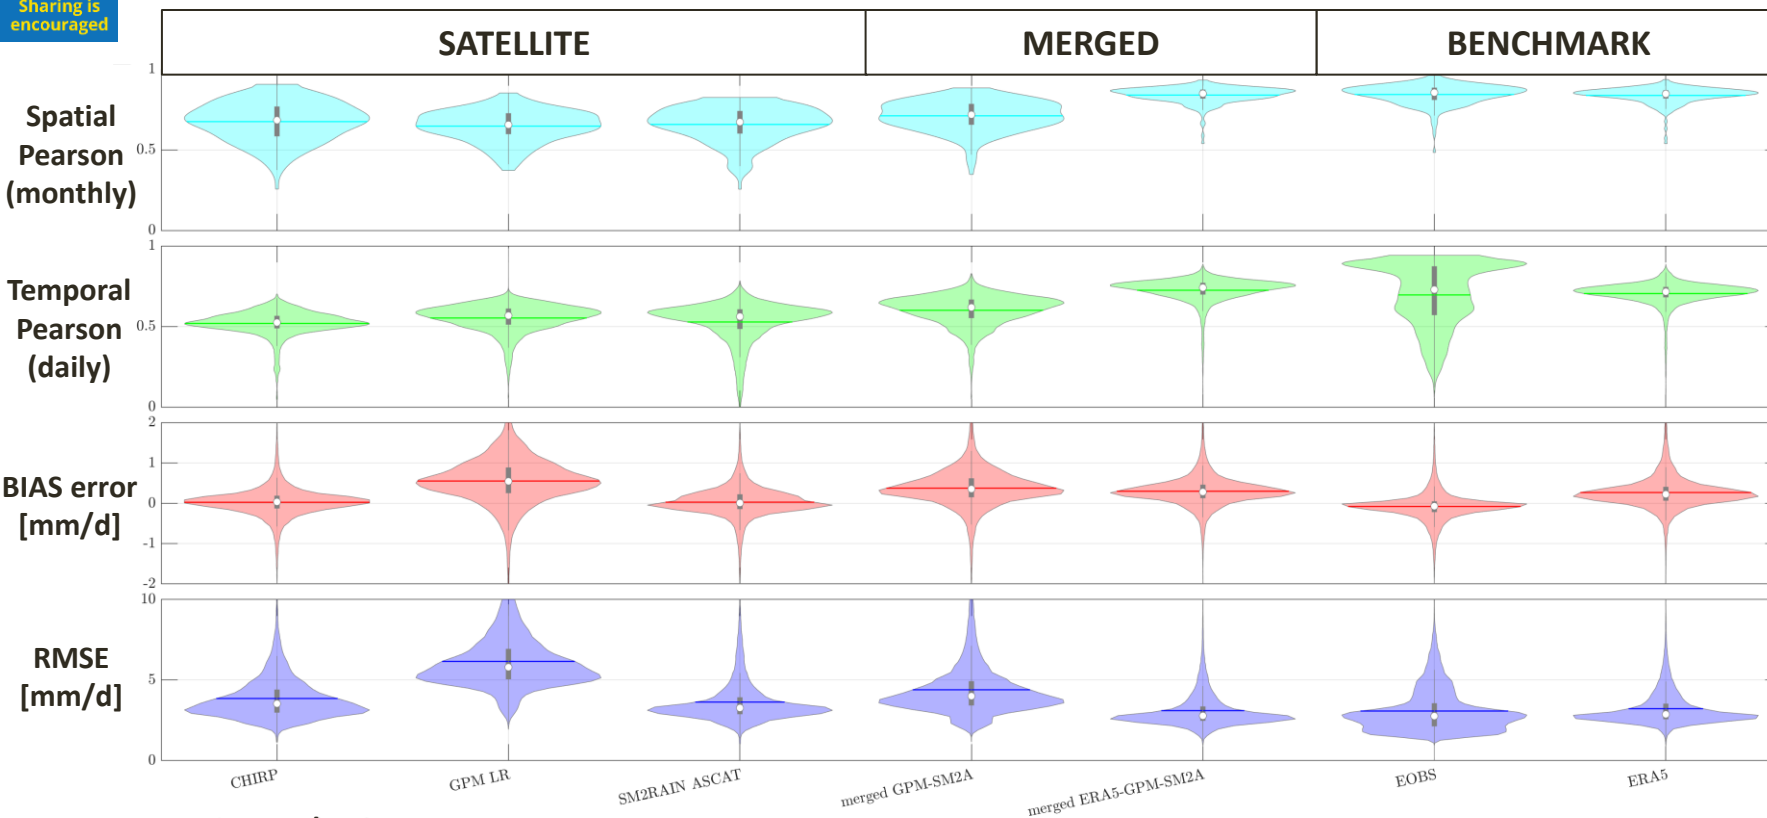 Sharing is
encouraged
SATELLITE
MERGED
BENCHMARK
Spatial
Pearson
(monthly)
1
0.5
0
Temporal
Pearson
(daily)
1
0.5
0
BIAS error
[mm/d]
2
1
0
-1
-2
RMSE
[mm/d]
10
5
0
CHIRP
GPM LR
SM2RAIN ASCAT
merged GPM-SM2A
merged ERA5-GPM-SM2A
EOBS
ERA5